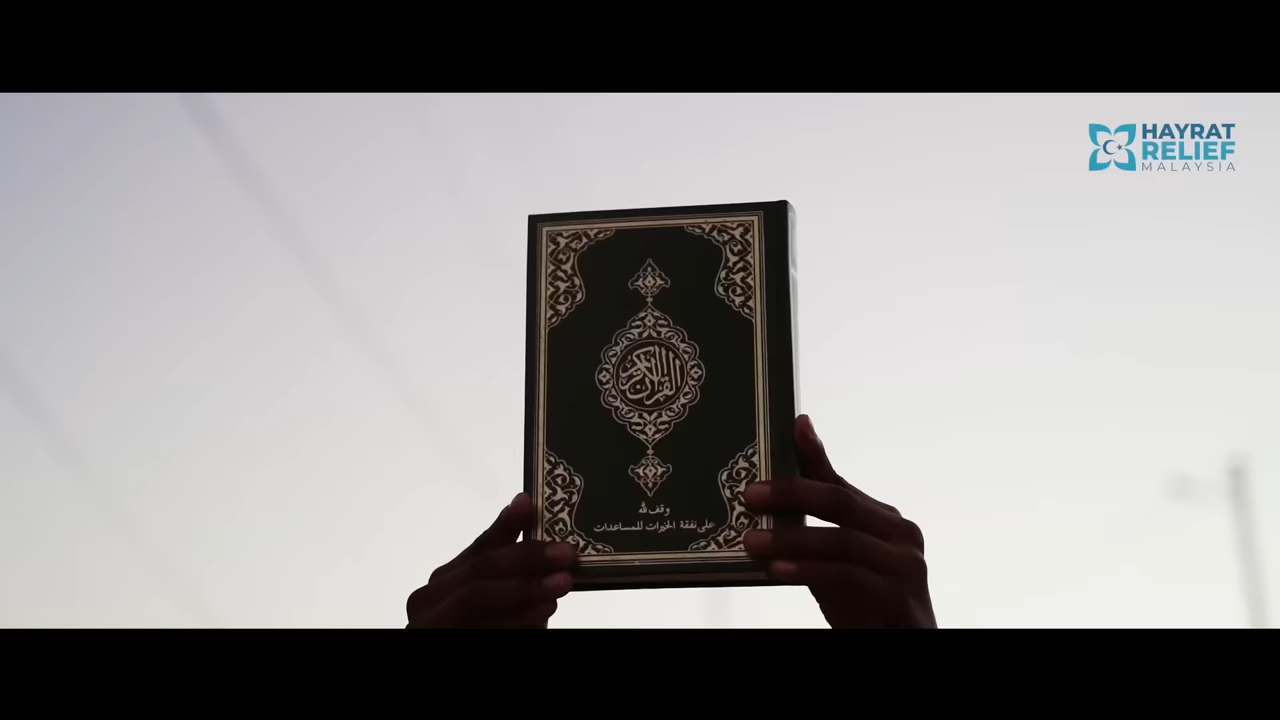 HAYRAT
RELIEF
MALAYSIA
القرآن الكريم
وقف لله
على نفقة الخيرات للمساعدات